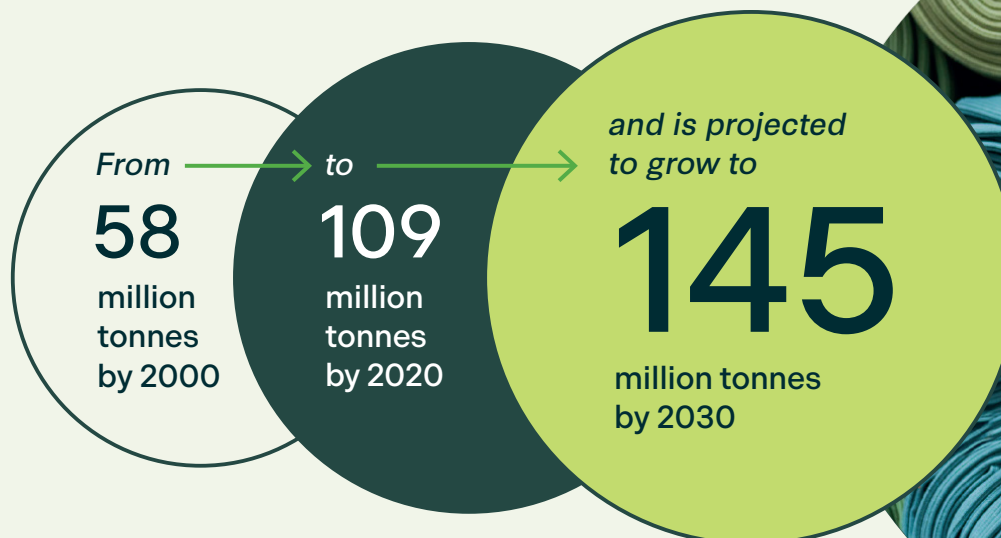 From
58
million
tonnes
by 2000
to
109
million
tonnes
by 2020
and is projected
to grow to
145
million tonnes
by 2030